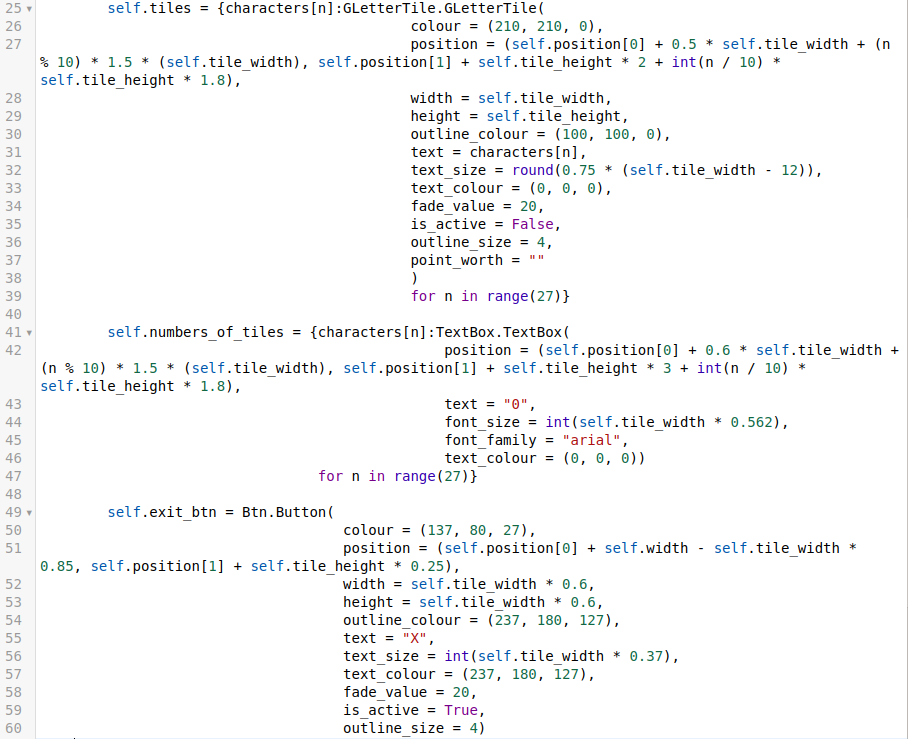 25 self.tiles = {characters[n]:GLetterTile.GLetterTile(
26 colour = (210, 210, 0),
27 position = (self.position[0] + 0.5 * self.tile_width + (n
% 10) * 1.5 * (self.tile_width), self.position[1] + self.tile_height * 2 + int(n / 10) *
self.tile_height * 1.8),
28 width = self.tile_width,
29 height = self.tile_height,
30 outline_colour = (100, 100, 0),
31 text = characters[n],
32 text_size = round(0.75 * (self.tile_width - 12)),
33 text_colour = (0, 0, 0),
34 fade_value = 20,
35 is_active = False,
36 outline_size = 4,
37 point_worth = ""
38 )
39 for n in range(27)}
40
41 self.numbers_of_tiles = {characters[n]:TextBox.TextBox(
42 position = (self.position[0] + 0.6 * self.tile_width +
(n % 10) * 1.5 * (self.tile_width), self.position[1] + self.tile_height * 3 + int(n / 10) *
self.tile_height * 1.8),
43 text = "0",
44 font_size = int(self.tile_width * 0.562),
45 font_family = "arial",
46 text_colour = (0, 0, 0))
47 for n in range(27)}
48
49 self.exit_btn = Btn.Button(
50 colour = (137, 80, 27),
51 position = (self.position[0] + self.width - self.tile_width *
0.85, self.position[1] + self.tile_height * 0.25),
52 width = self.tile_width * 0.6,
53 height = self.tile_width * 0.6,
54 outline_colour = (237, 180, 127),
55 text = "X",
56 text_size = int(self.tile_width * 0.37),
57 text_colour = (237, 180, 127),
58 fade_value = 20,
59 is_active = True,
60 outline_size = 4)